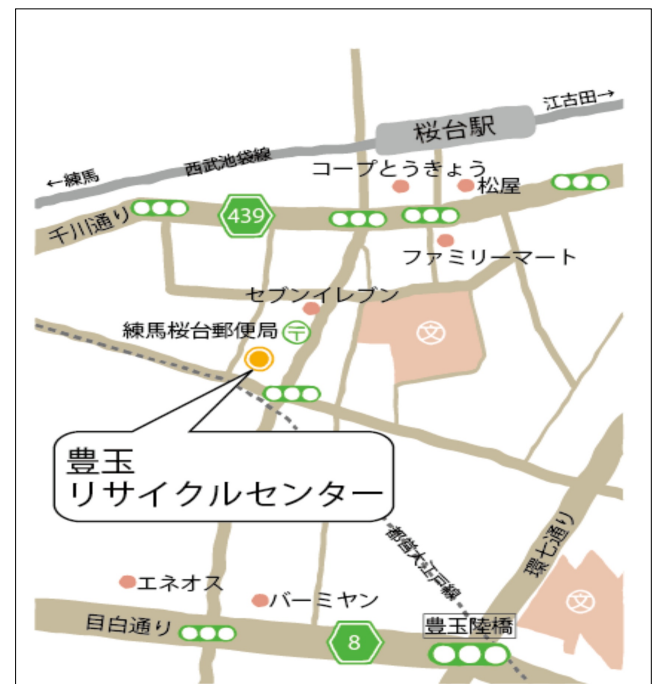 江古田→
桜台駅
西武池袋線
←練馬
コープとうきょう
松屋
千川通り
439
ファミリーマート
セブンイレブン
練馬桜台郵便局
〒
文
豊玉
リサイクルセンター
環七通り
都営大江戸線
エネオス
バーミヤン
文
目白通り
8
豊玉陸橋